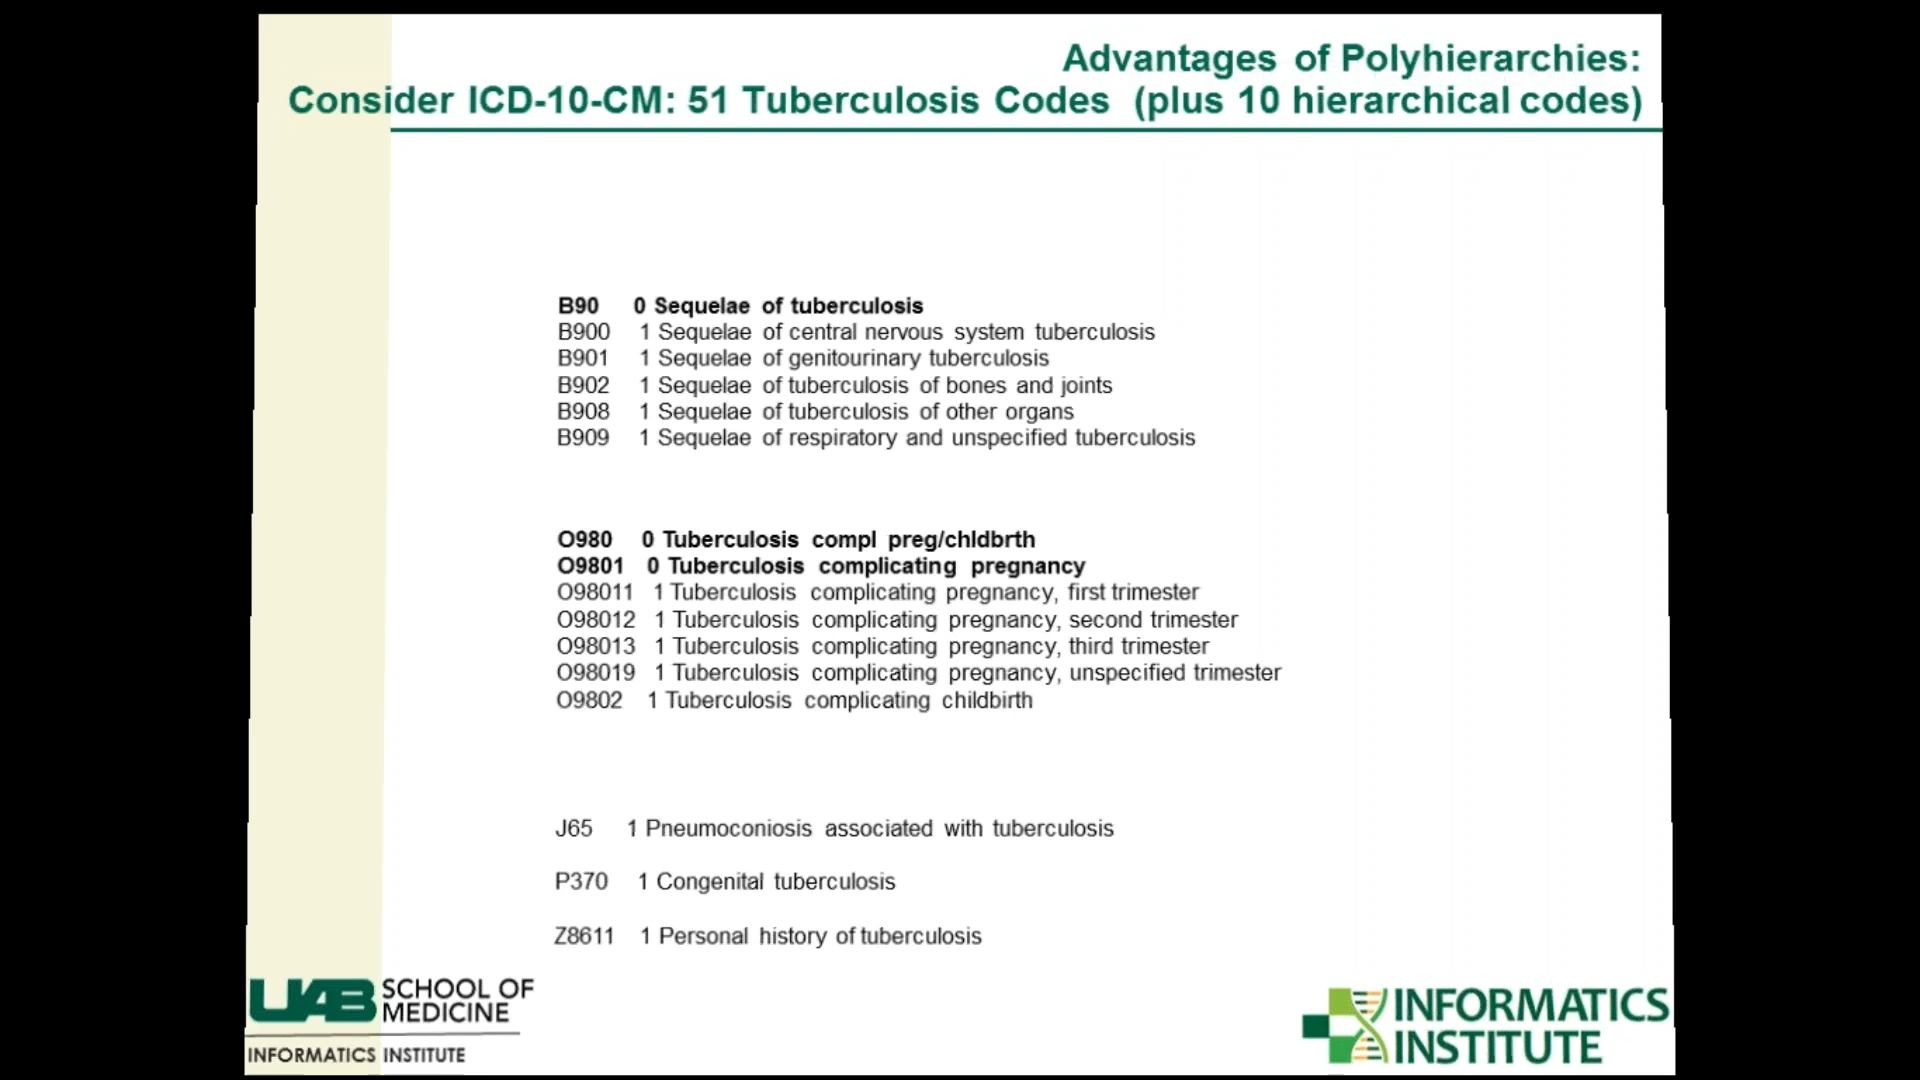 Advantages of Polyhierarchies:
Consider ICD-10-CM: 51 Tuberculosis Codes (plus 10 hierarchical codes)
B90 0 Sequelae of tuberculosis
B900 1 Sequelae of central nervous system tuberculosis
B901 1 Sequelae of genitourinary tuberculosis
B902 1 Sequelae of tuberculosis of bones and joints
B908 1 Sequelae of tuberculosis of other organs
B909 1 Sequelae of respiratory and unspecified tuberculosis
O980 0 Tuberculosis compl preg/chldbrth
O9801 0 Tuberculosis complicating pregnancy
O98011 1 Tuberculosis complicating pregnancy, first trimester
O98012 1 Tuberculosis complicating pregnancy, second trimester
O98013 1 Tuberculosis complicating pregnancy, third trimester
O98019 1 Tuberculosis complicating pregnancy, unspecified trimester
O9802 1 Tuberculosis complicating childbirth
J65 1 Pneumoconiosis associated with tuberculosis
P370 1 Congenital tuberculosis
Z8611 1 Personal history of tuberculosis
UAB SCHOOL OF
MEDICINE
INFORMATICS INSTITUTE
INFORMATICS
INSTITUTE